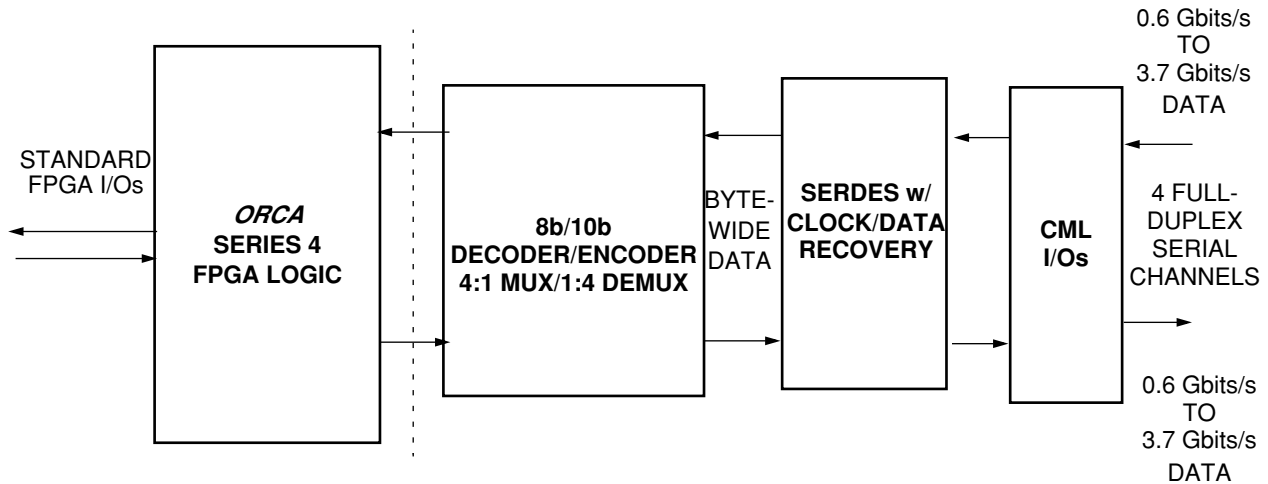 STANDARD
FPGA I/Os
ORCA
SERIES 4
FPGA LOGIC
8b/10b
DECODER/ENCODER
4:1 MUX/1:4 DEMUX
BYTE-
WIDE
DATA
SERDES w/
CLOCK/DATA
RECOVERY
CML
I/Os
0.6 Gbits/s
TO
3.7 Gbits/s
DATA
4 FULL-
DUPLEX
SERIAL
CHANNELS
0.6 Gbits/s
TO
3.7 Gbits/s
DATA